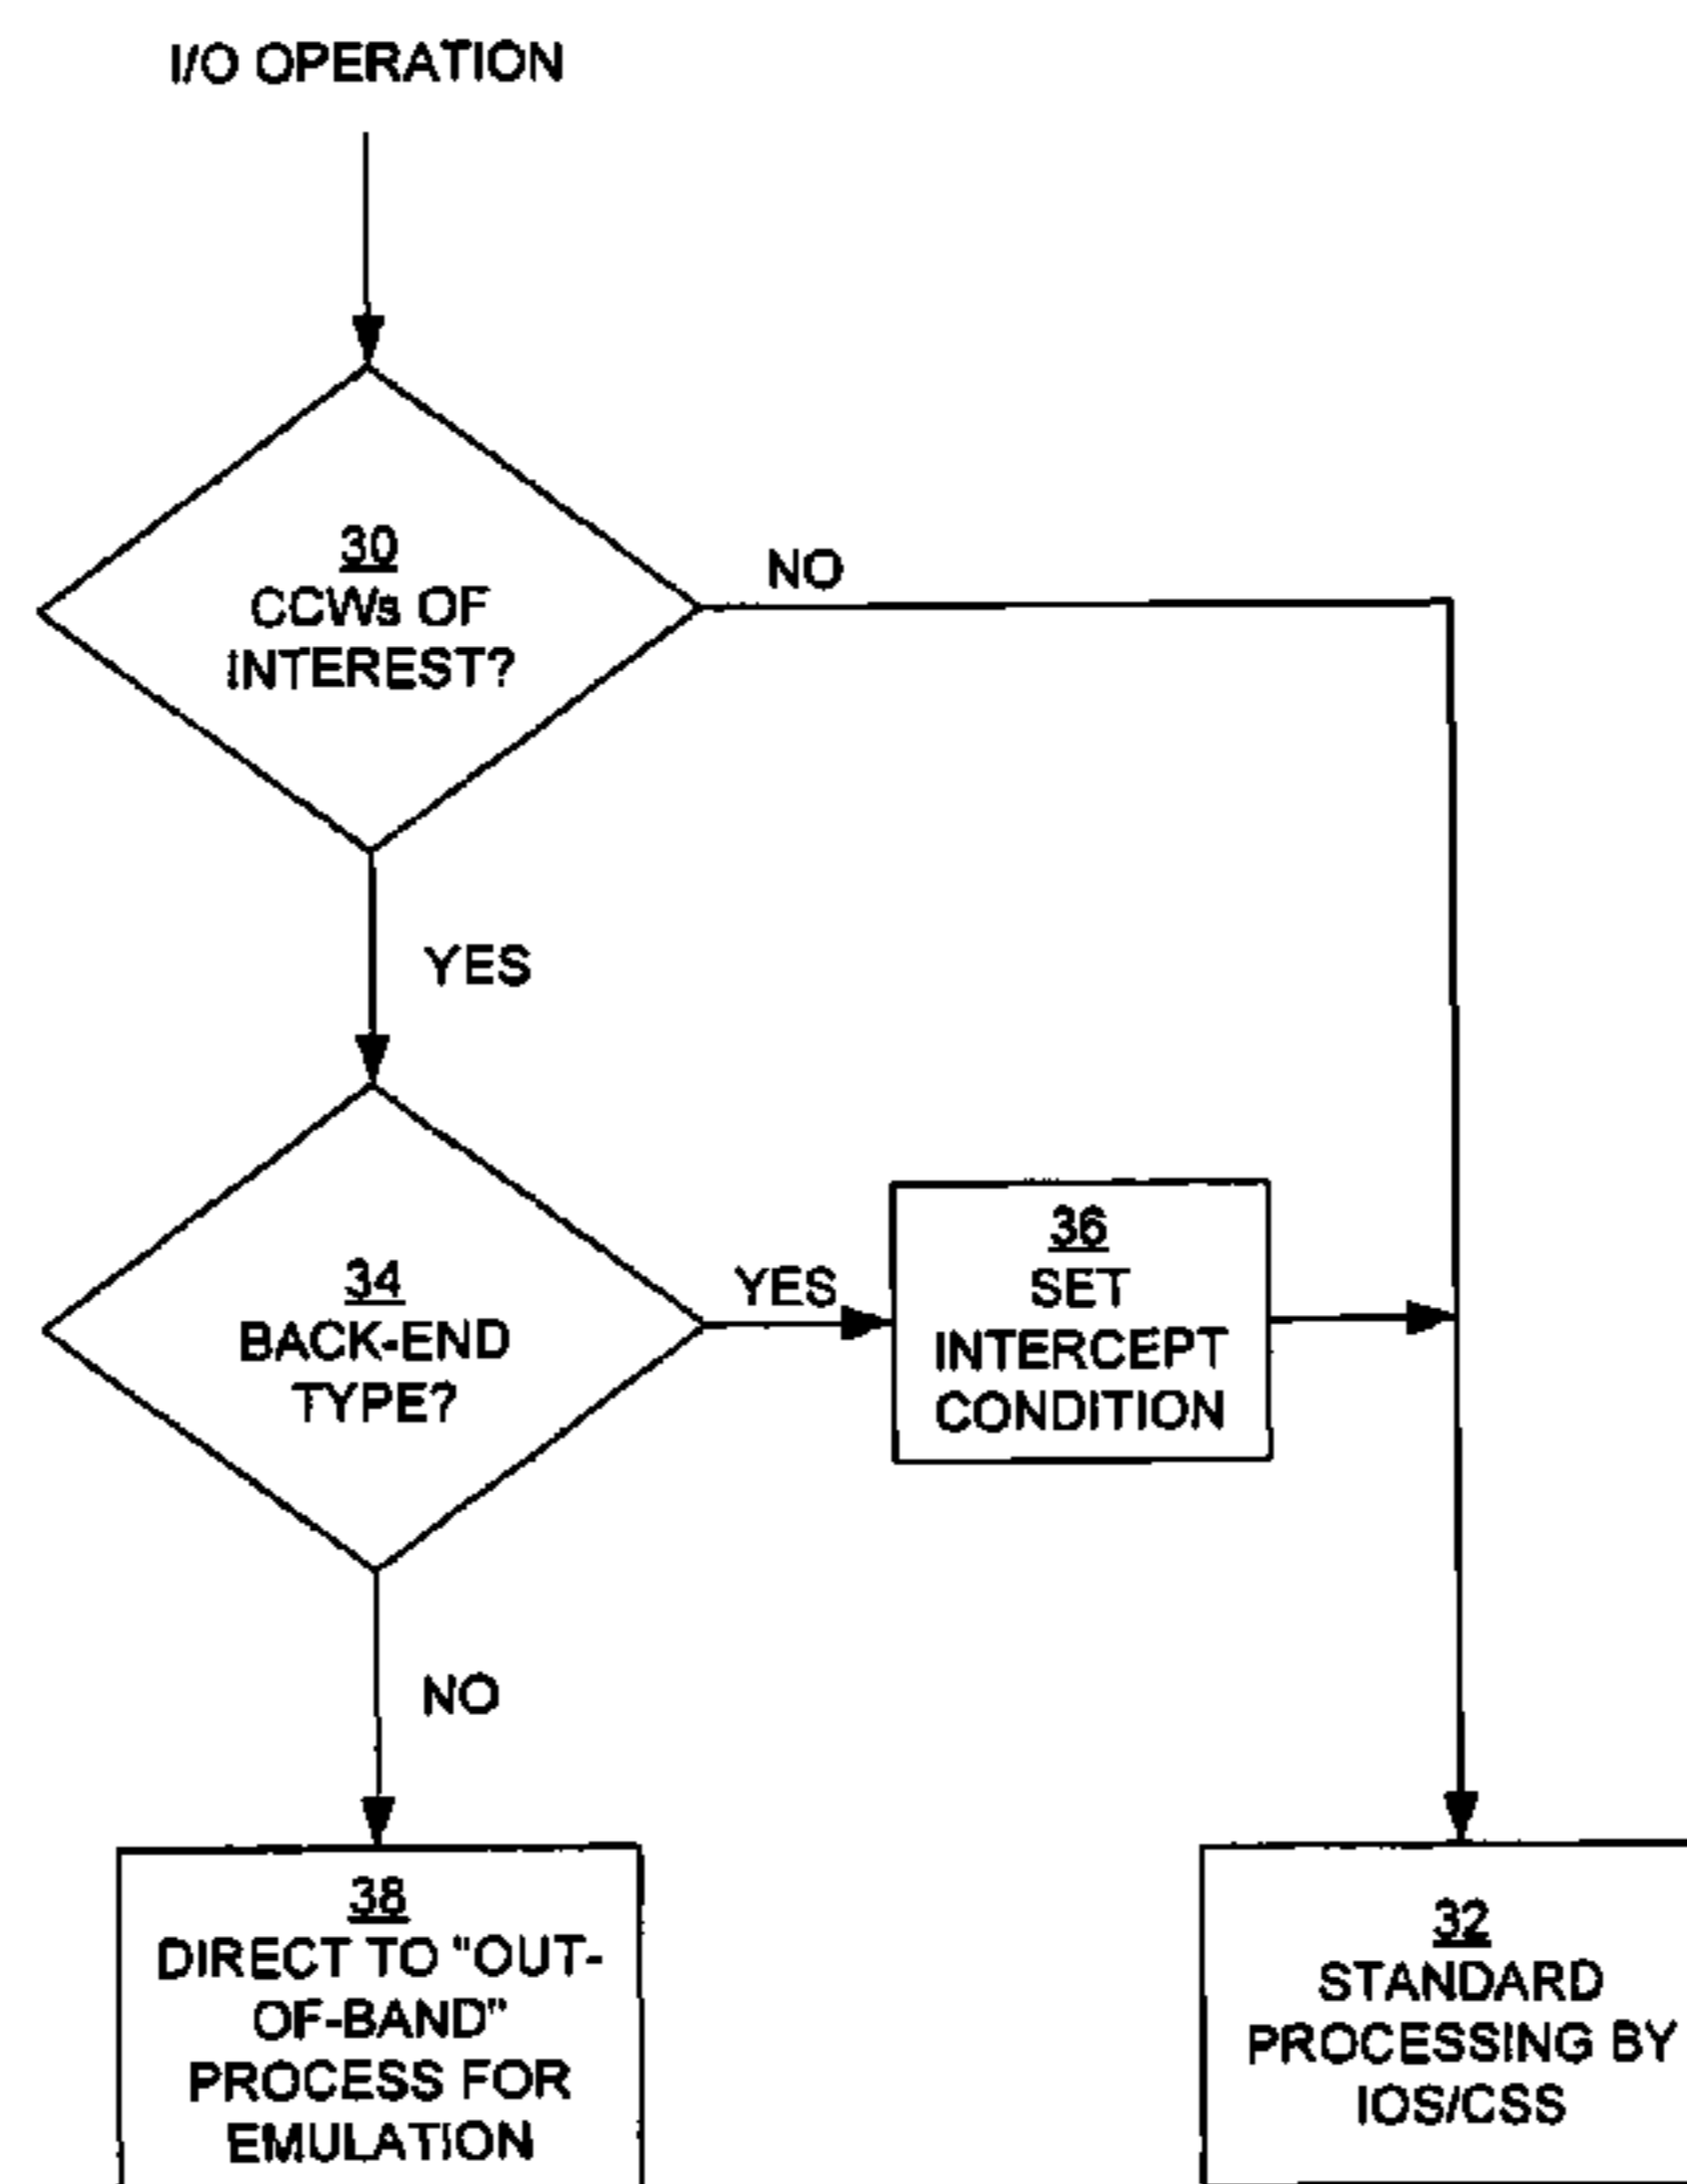 I/O OPERATION
30
CCWs OF
INTEREST?
NO
YES
34
BACK-END
TYPE?
YES
36
SET
INTERCEPT
CONDITION
NO
38
DIRECT TO "OUT-
OF-BAND"
PROCESS FOR
EMULATION
32
STANDARD
PROCESSING BY
IOS/CSS